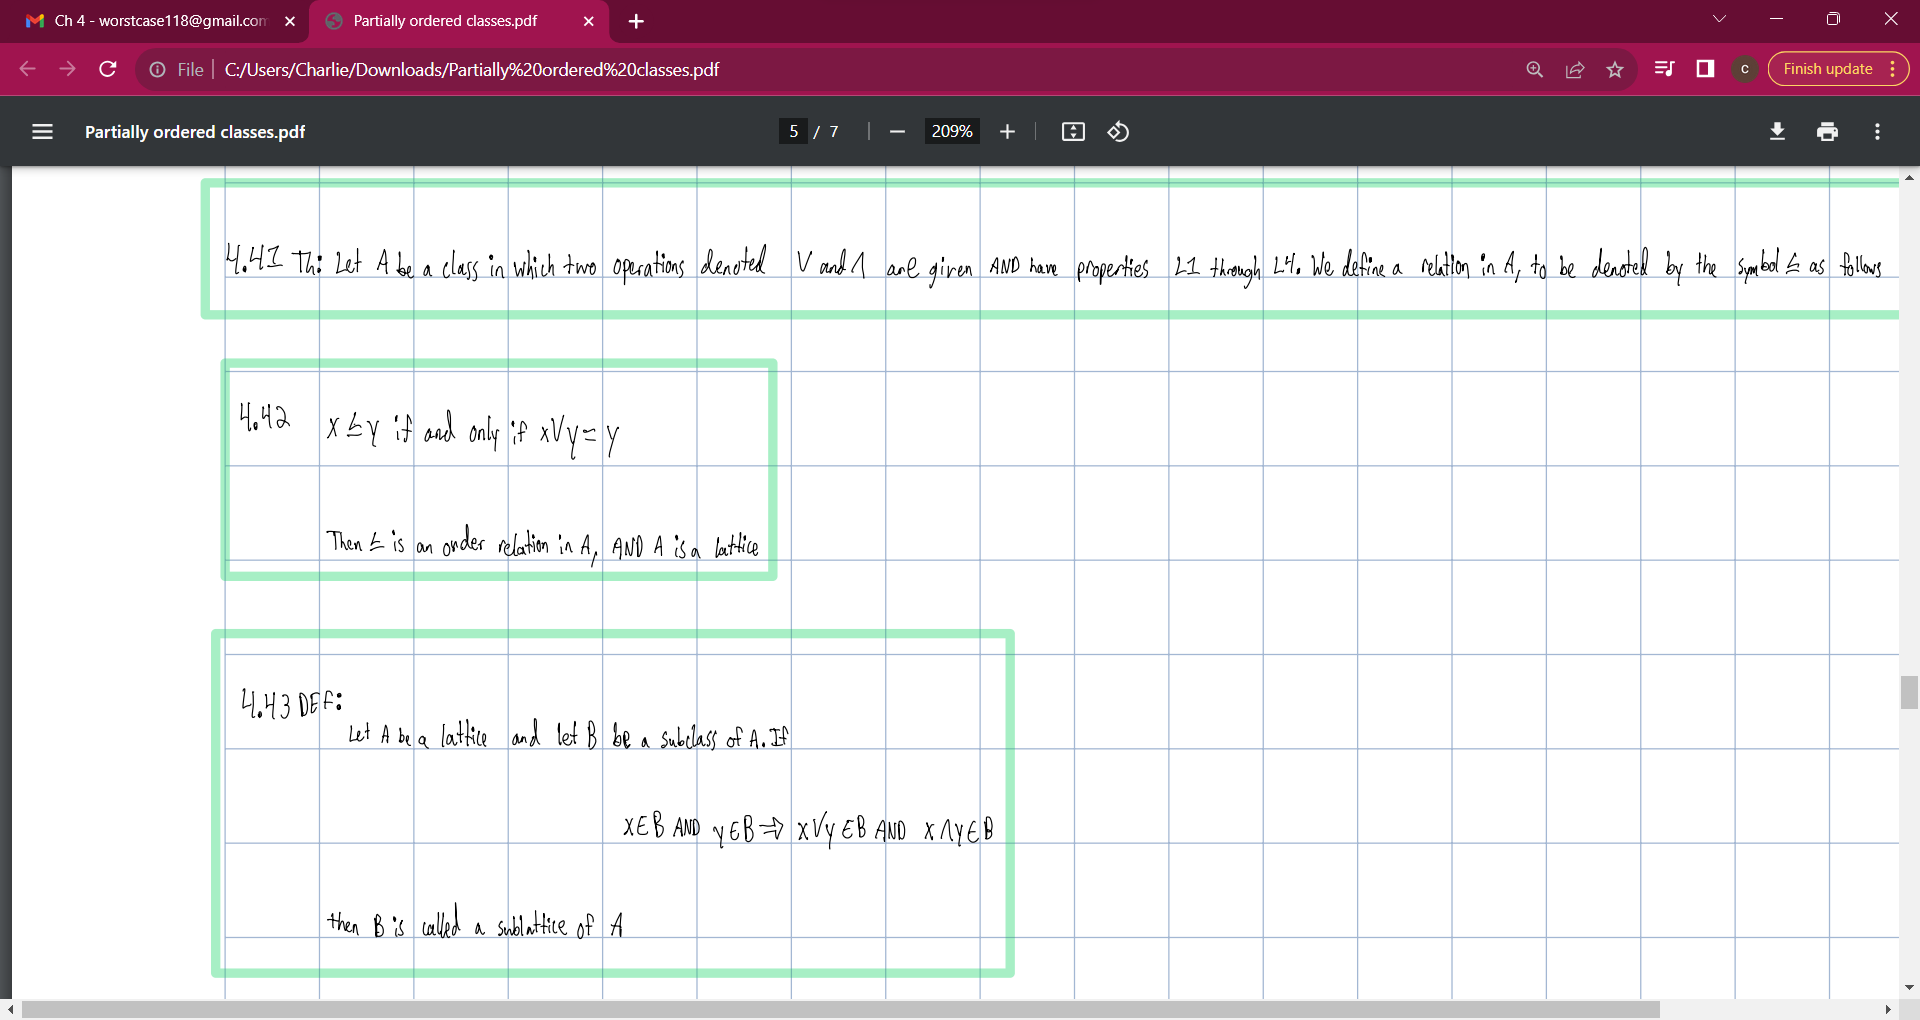 Ch 4 - worstcase118@gmail.com
Partially ordered classes.pdf
File
C:/Users/Charlie/Downloads/Partially%20ordered%20classes.pdf
C
Finish update
Partially ordered classes.pdf
5 / 7
209%
4.41 Th: Let A be a class in which two operations denoted ∨ and ∧ are given AND have properties L1 through L4. We define a relation in A, to be denoted by the symbol ≤ as follows
4.42 x ≤ y if and only if x∨y = y
Then ≤ is an order relation in A, AND A is a lattice
4.43 DEF:
Let A be a lattice and let B be a subclass of A. If
x∈B AND y∈B ⇒ x∨y ∈B AND x∧y∈B
then B is called a sublattice of A